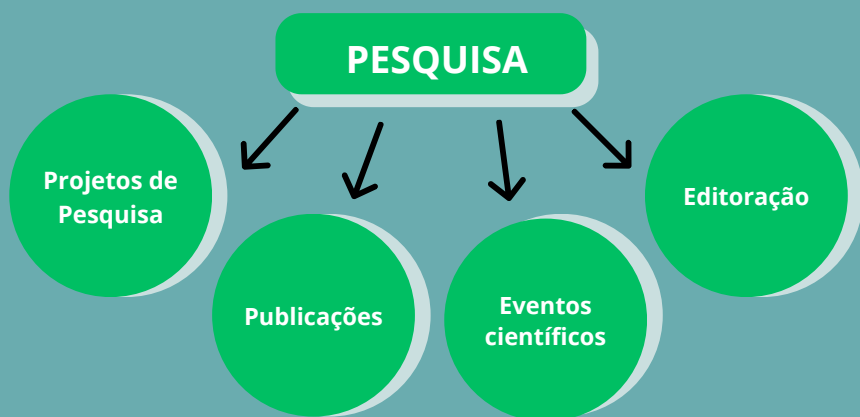 PESQUISA
Projetos de
Pesquisa
Publicações
Eventos
científicos
Editoração